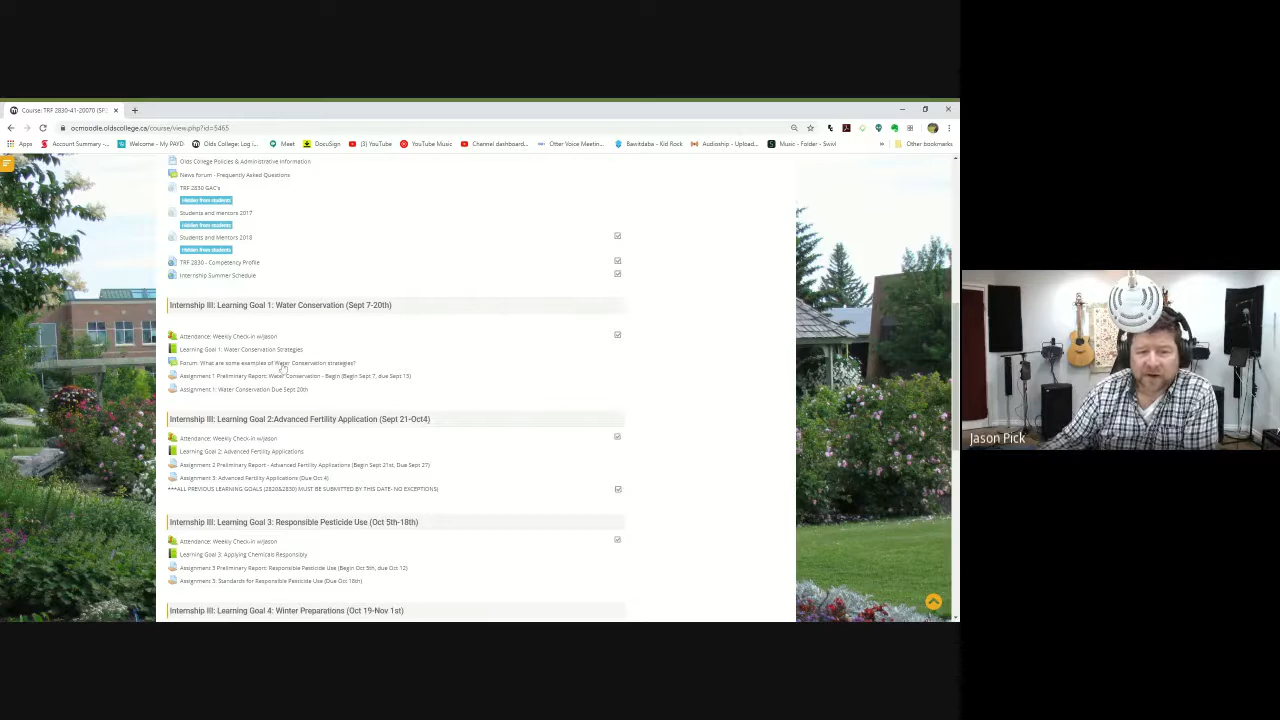 Course: TRF 2830-41-20070 (SP2
ocmoodle.oldscollege.ca/course/view.php?id=5465
Apps
Account Summary -...
Welcome - My PAYD
Olds College: Log i...
Meet
DocuSign
(3) YouTube
YouTube Music
Channel dashboard...
Otter Voice Meetin...
Bawitdaba - Kid Rock
Audioship - Upload...
Music - Folder - Swivl
»
Other bookmarks
Olds College Policies & Administrative Information
News forum - Frequently Asked Questions
TRF 2830 GAC's
Hidden from students
Students and mentors 2017
Hidden from students
Students and Mentors 2018
Hidden from students
TRF 2830 - Competency Profile
Internship Summer Schedule
Internship III: Learning Goal 1: Water Conservation (Sept 7-20th)
Attendance: Weekly Check-in w/Jason
Learning Goal 1: Water Conservation Strategies
Forum: What are some examples of Water Conservation strategies?
Assignment 1 Preliminary Report: Water Conservation - Begin (Begin Sept 7, due Sept 13)
Assignment 1: Water Conservation Due Sept 20th
Internship III: Learning Goal 2:Advanced Fertility Application (Sept 21-Oct4)
Attendance: Weekly Check-in w/Jason
Learning Goal 2: Advanced Fertility Applications
Assignment 2 Preliminary Report - Advanced Fertility Applications (Begin Sept 21st, Due Sept 27)
Assignment 3: Advanced Fertility Applications (Due Oct 4)
***ALL PREVIOUS LEARNING GOALS (2820&2830) MUST BE SUBMITTED BY THIS DATE- NO EXCEPTIONS)
Internship III: Learning Goal 3: Responsible Pesticide Use (Oct 5th-18th)
Attendance: Weekly Check-in w/Jason
Learning Goal 3: Applying Chemicals Responsibly
Assignment 3 Preliminary Report: Responsible Pesticide Use (Begin Oct 5th, due Oct 12)
Assignment 3: Standards for Responsible Pesticide Use (Due Oct 18th)
Internship III: Learning Goal 4: Winter Preparations (Oct 19-Nov 1st)
Jason Pick